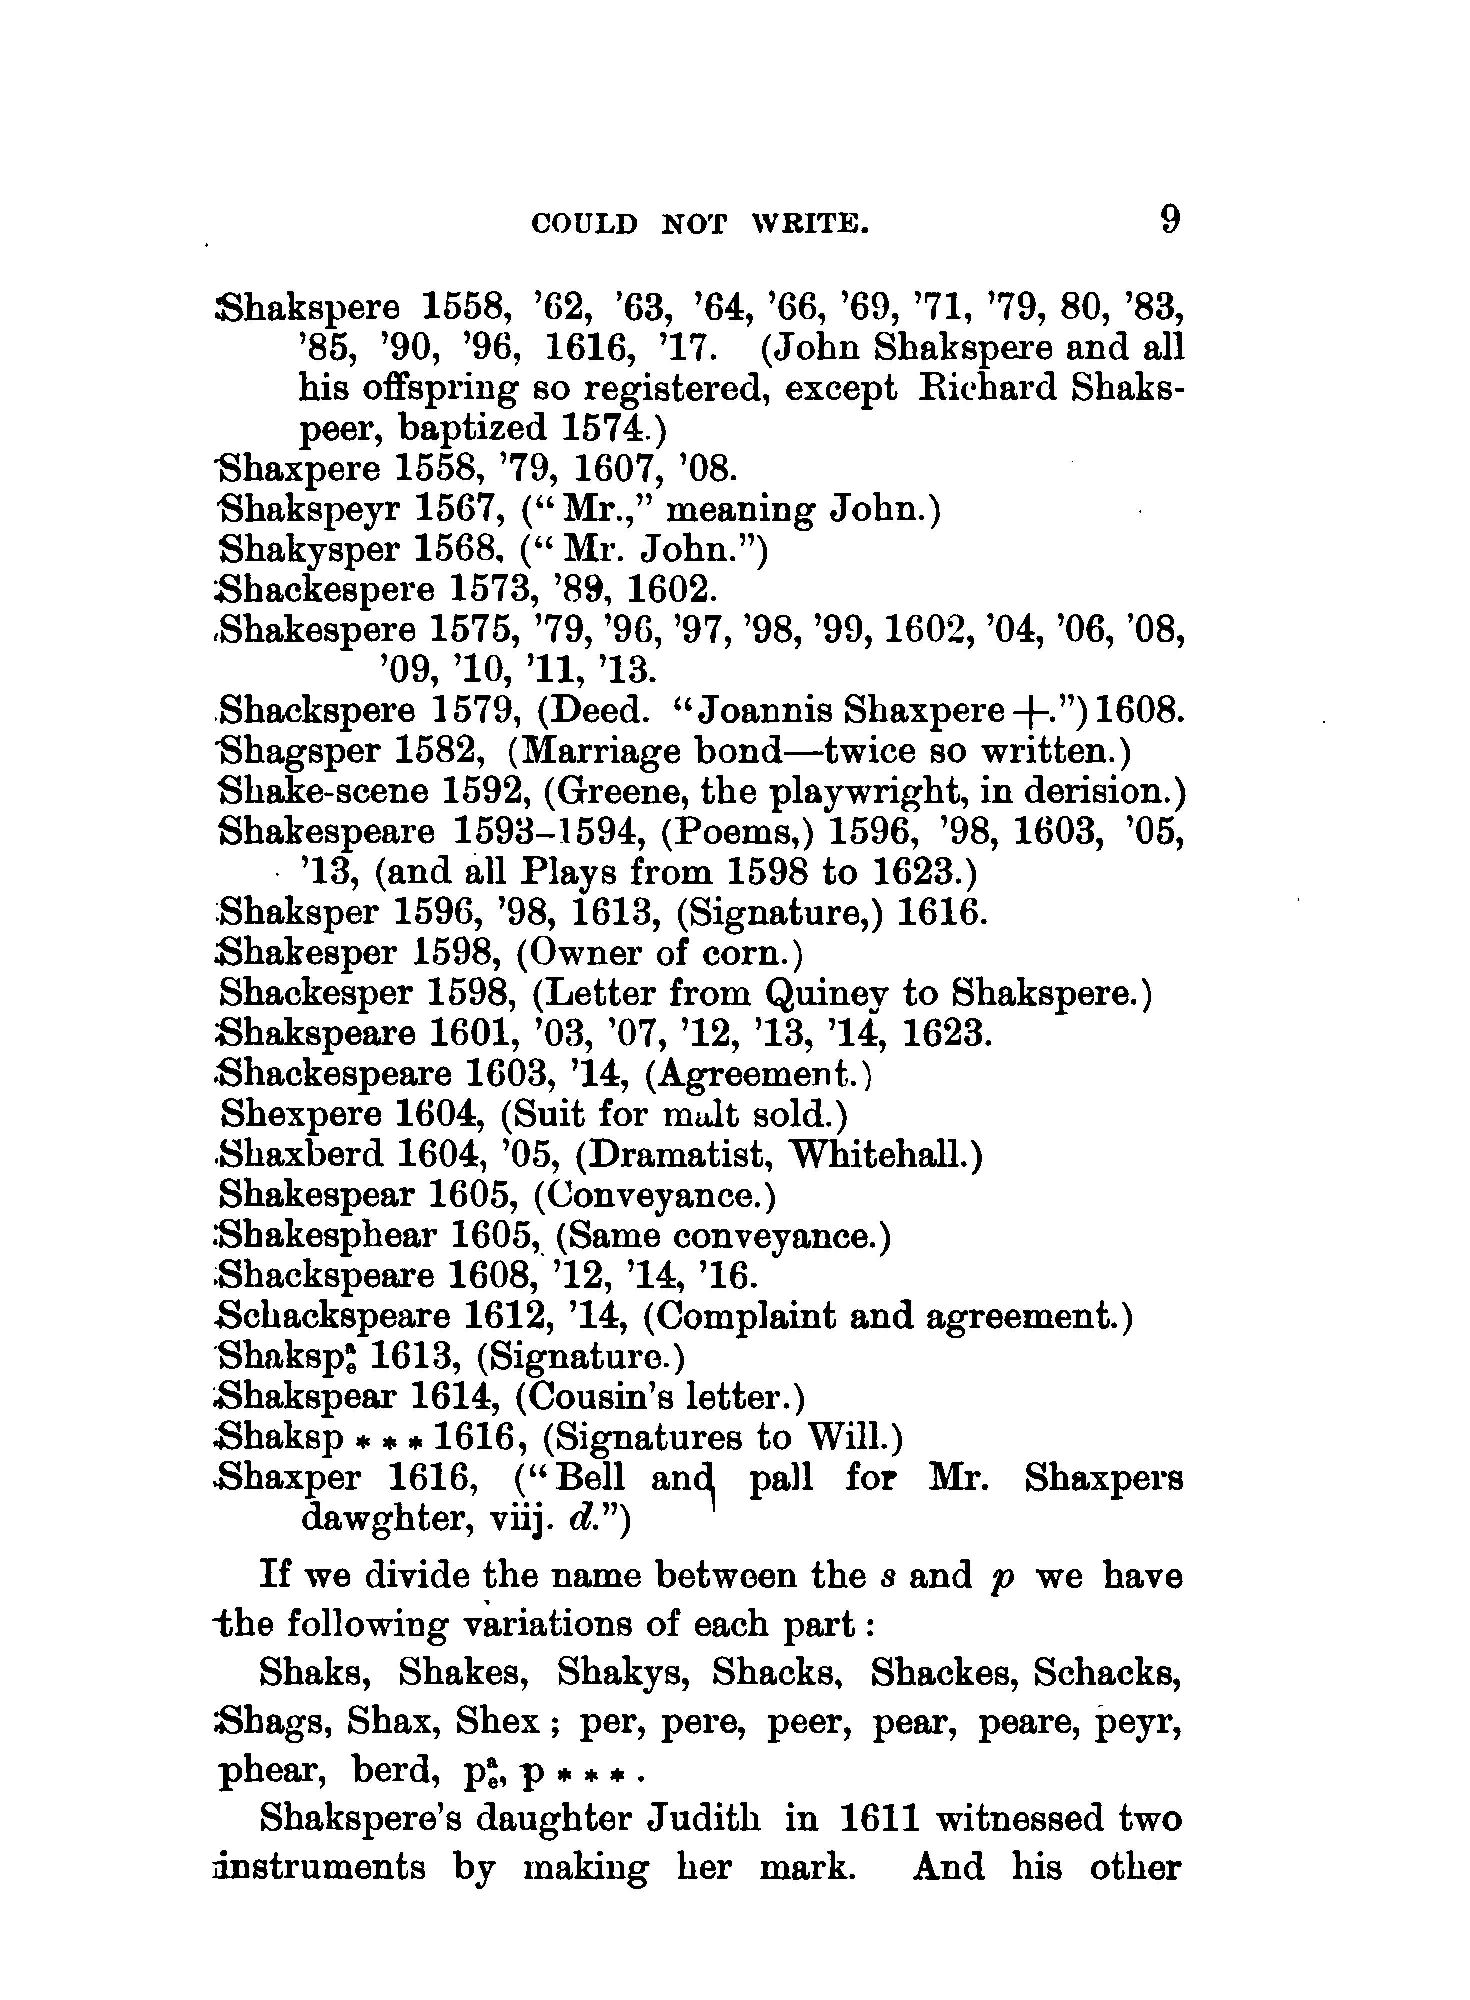 COULD NOT WRITE. 9
Shakspere 1558, ’62, ’63, ’64, ’66, ’69, ’71, ’79, 80, ’83,
’85, ’90, ’96, 1616, ’17. (John Shakspere and all
his offspring so registered, except Richard Shaks-
peer, baptized 1574.)
Shaxpere 1558, ’79, 1607, ’08.
Shakspeyr 1567, (“Mr.,” meaning John.)
Shakysper 1568, (“Mr. John.”)
Shackespere 1573, ’89, 1602.
Shakespere 1575, ’79, ’96, ’97, ’98, ’99, 1602, ’04, ’06, ’08,
’09, ’10, ’11, ’13.
Shackspere 1579, (Deed. “Joannis Shaxpere +.”) 1608.
Shagsper 1582, (Marriage bond—twice so written.)
Shake-scene 1592, (Greene, the playwright, in derision.)
Shakespeare 1593–1594, (Poems,) 1596, ’98, 1603, ’05,
’13, (and all Plays from 1598 to 1623.)
Shaksper 1596, ’98, 1613, (Signature,) 1616.
Shakesper 1598, (Owner of corn.)
Shackesper 1598, (Letter from Quiney to Shakspere.)
Shakspeare 1601, ’03, ’07, ’12, ’13, ’14, 1623.
Shackespeare 1603, ’14, (Agreement.)
Shexpere 1604, (Suit for malt sold.)
Shaxberd 1604, ’05, (Dramatist, Whitehall.)
Shakespear 1605, (Conveyance.)
Shakesphear 1605, (Same conveyance.)
Shackspeare 1608, ’12, ’14, ’16.
Schackspeare 1612, ’14, (Complaint and agreement.)
Shakspᵃₑ 1613, (Signature.)
Shakspear 1614, (Cousin’s letter.)
Shaksp * * * 1616, (Signatures to Will.)
Shaxper 1616, (“Bell and pall for Mr. Shaxpers
dawghter, viij. d.”)
If we divide the name between the s and p we have
the following variations of each part:
Shaks, Shakes, Shakys, Shacks, Shackes, Schacks,
Shags, Shax, Shex; per, pere, peer, pear, peare, peyr,
phear, berd, pᵃₑ, p * * * .
Shakspere’s daughter Judith in 1611 witnessed two
instruments by making her mark. And his other